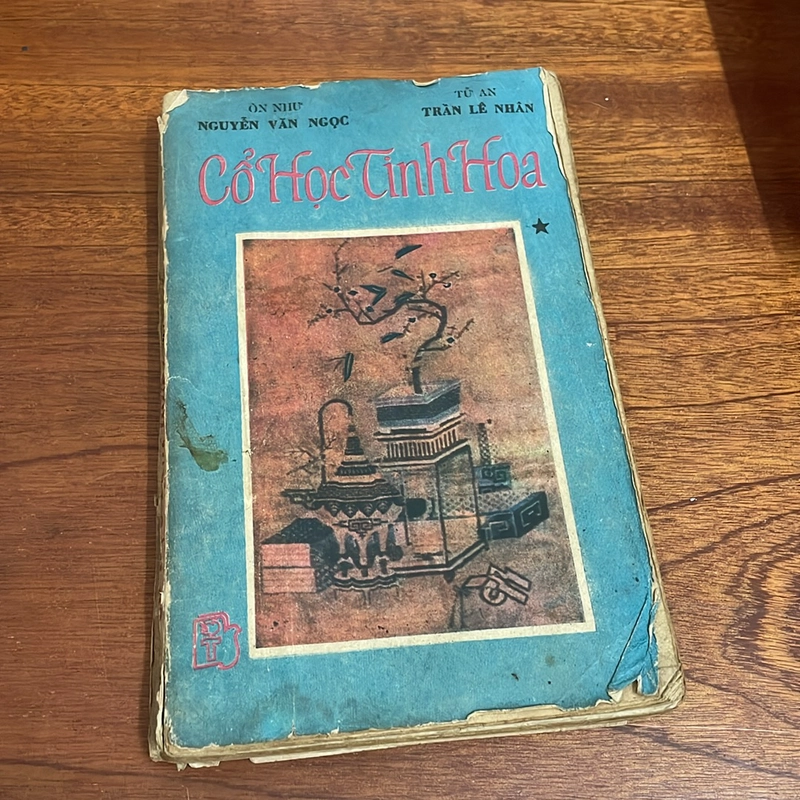 ÔN NHƯ
NGUYỄN VĂN NGỌC
TỬ AN
TRẦN LÊ NHÂN
Cổ Học Tinh Hoa